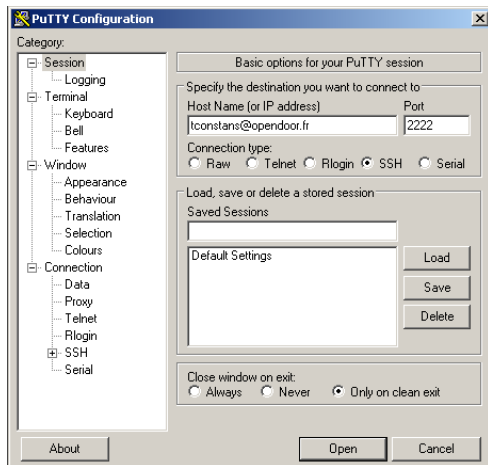 PuTTY Configuration
Category:
Session
Logging
Terminal
Keyboard
Bell
Features
Window
Appearance
Behaviour
Translation
Selection
Colours
Connection
Data
Proxy
Telnet
Rlogin
SSH
Serial
Basic options for your PuTTY session
Specify the destination you want to connect to
Host Name (or IP address) Port
tconstans@opendoor.fr 2222
Connection type:
Raw Telnet Rlogin SSH Serial
Load, save or delete a stored session
Saved Sessions
Default Settings
Load
Save
Delete
Close window on exit:
Always Never Only on clean exit
About Open Cancel